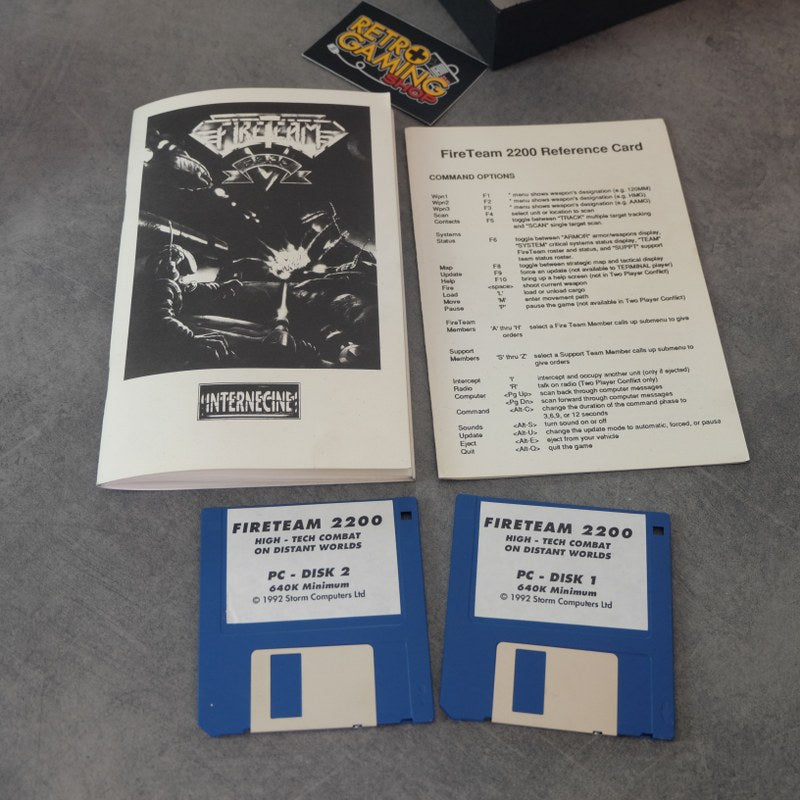 RETRO
GAMING
SHOP
FIRETEAM
2200
INTERNECINE
FireTeam 2200 Reference Card
COMMAND OPTIONS
Wpn1 F1 * menu shows weapon's designation (e.g. 120MM)
Wpn2 F2 * menu shows weapon's designation (e.g. HMG)
Wpn3 F3 * menu shows weapon's designation (e.g. AAMG)
Scan F4 select unit or location to scan
Contacts F5 toggle between "TRACK" multiple target tracking
and "SCAN" single target scan.
Systems
Status F6 toggle between "ARMOR" armor/weapons display,
"SYSTEM" critical systems status display, "TEAM"
FireTeam roster and status, and "SUPPT" support
team status roster.
Map F8 toggle between strategic map and tactical display
Update F9 force an update (not available to TERMINAL player)
Help F10 bring up a help screen (not in Two Player Conflict)
Fire <space> shoot current weapon
Load 'L' load or unload cargo
Move 'M' enter movement path
Pause 'P' pause the game (not available in Two Player Conflict)
FireTeam
Members 'A' thru 'H' select a Fire Team Member calls up submenu to give
orders
Support
Members 'S' thru 'Z' select a Support Team Member calls up submenu to
give orders
Intercept 'I' intercept and occupy another unit (only if ejected)
Radio 'R' talk on radio (Two Player Conflict only)
Computer <Pg Up> scan back through computer messages
<Pg Dn> scan forward through computer messages
Command <Alt-C> change the duration of the command phase to
3,6,9, or 12 seconds
Sounds <Alt-S> turn sound on or off
Update <Alt-U> change the update mode to automatic, forced, or pausa
Eject <Alt-E> eject from your vehicle
Quit <Alt-Q> quit the game
FIRETEAM 2200
HIGH - TECH COMBAT
ON DISTANT WORLDS
PC - DISK 2
640K Minimum
© 1992 Storm Computers Ltd
FIRETEAM 2200
HIGH - TECH COMBAT
ON DISTANT WORLDS
PC - DISK 1
640K Minimum
© 1992 Storm Computers Ltd